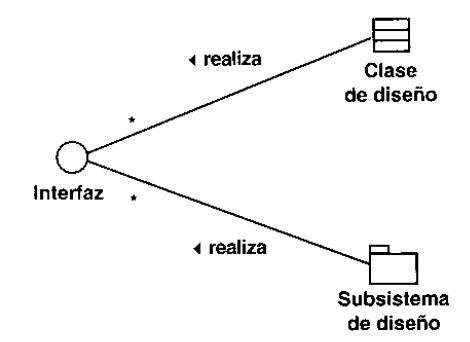 ◄ realiza
Clase
de diseño
*
Interfaz
*
◄ realiza
Subsistema
de diseño